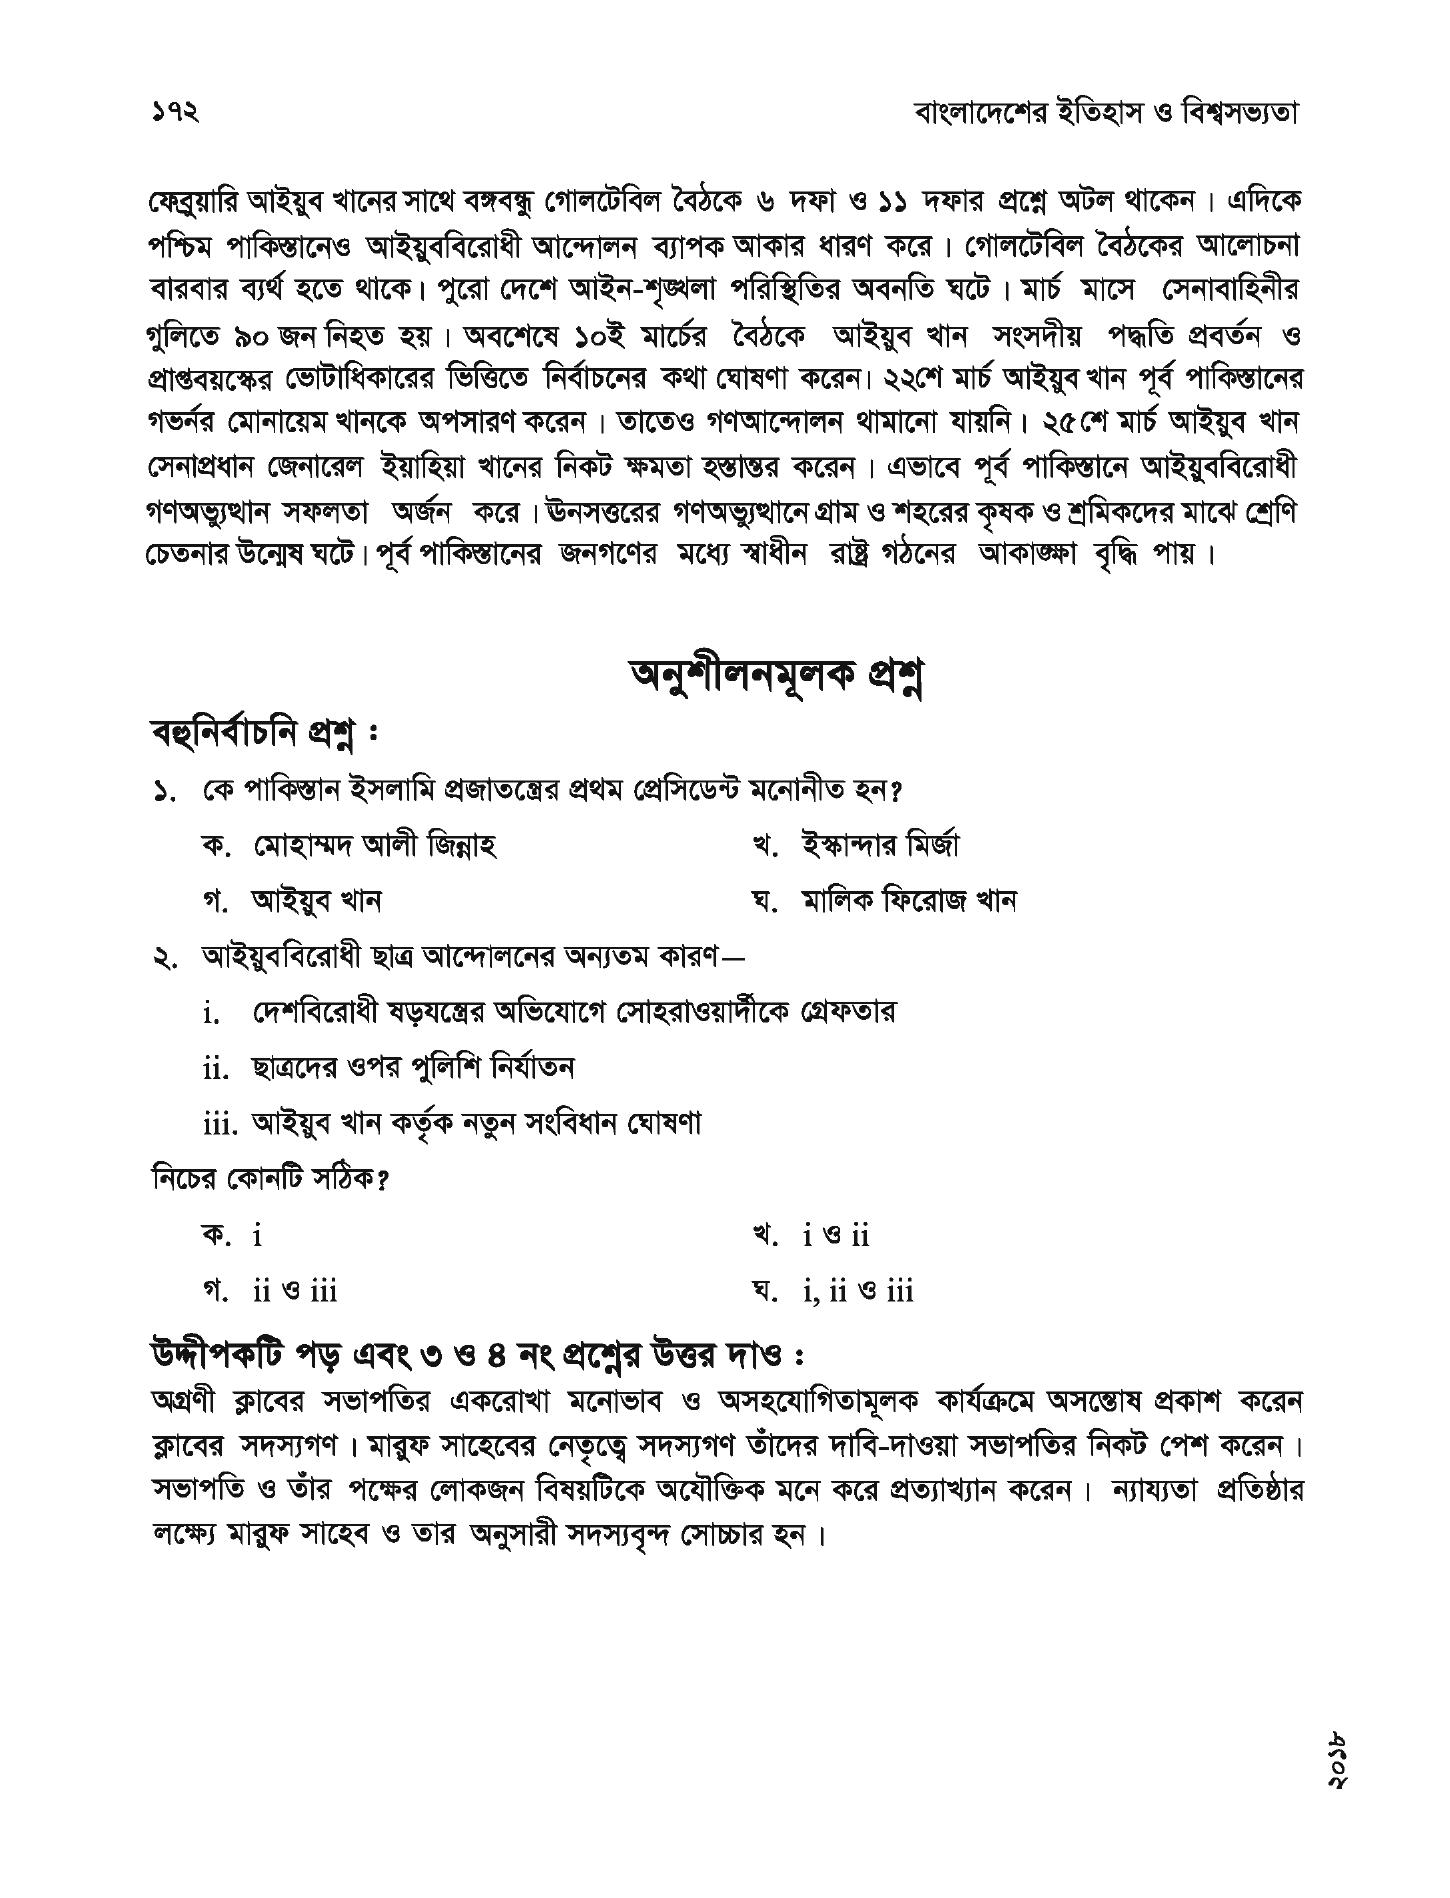 ১৭২
বাংলাদেশের ইতিহাস ও বিশ্বসভ্যতা
ফেব্রুয়ারি আইয়ুব খানের সাথে বঙ্গবন্ধু গোলটেবিল বৈঠকে ৬ দফা ও ১১ দফার প্রশ্নে অটল থাকেন। এদিকে
পশ্চিম পাকিস্তানেও আইয়ুববিরোধী আন্দোলন ব্যাপক আকার ধারণ করে। গোলটেবিল বৈঠকের আলোচনা
বারবার ব্যর্থ হতে থাকে। পুরো দেশে আইন-শৃঙ্খলা পরিস্থিতির অবনতি ঘটে। মার্চ মাসে সেনাবাহিনীর
গুলিতে ৯০ জন নিহত হয়। অবশেষে ১০ই মার্চের বৈঠকে আইয়ুব খান সংসদীয় পদ্ধতি প্রবর্তন ও
প্রাপ্তবয়স্কের ভোটাধিকারের ভিত্তিতে নির্বাচনের কথা ঘোষণা করেন। ২২শে মার্চ আইয়ুব খান পূর্ব পাকিস্তানের
গভর্নর মোনায়েম খানকে অপসারণ করেন। তাতেও গণআন্দোলন থামানো যায়নি। ২৫শে মার্চ আইয়ুব খান
সেনাপ্রধান জেনারেল ইয়াহিয়া খানের নিকট ক্ষমতা হস্তান্তর করেন। এভাবে পূর্ব পাকিস্তানে আইয়ুববিরোধী
গণঅভ্যুত্থান সফলতা অর্জন করে। ঊনসত্তরের গণঅভ্যুত্থানে গ্রাম ও শহরের কৃষক ও শ্রমিকদের মাঝে শ্রেণি
চেতনার উন্মেষ ঘটে। পূর্ব পাকিস্তানের জনগণের মধ্যে স্বাধীন রাষ্ট্র গঠনের আকাঙ্ক্ষা বৃদ্ধি পায়।
অনুশীলনমূলক প্রশ্ন
বহুনির্বাচনি প্রশ্ন :
১. কে পাকিস্তান ইসলামি প্রজাতন্ত্রের প্রথম প্রেসিডেন্ট মনোনীত হন?
ক. মোহাম্মদ আলী জিন্নাহ খ. ইস্কান্দার মির্জা
গ. আইয়ুব খান ঘ. মালিক ফিরোজ খান
২. আইয়ুববিরোধী ছাত্র আন্দোলনের অন্যতম কারণ—
i. দেশবিরোধী ষড়যন্ত্রের অভিযোগে সোহরাওয়ার্দীকে গ্রেফতার
ii. ছাত্রদের ওপর পুলিশি নির্যাতন
iii. আইয়ুব খান কর্তৃক নতুন সংবিধান ঘোষণা
নিচের কোনটি সঠিক?
ক. i খ. i ও ii
গ. ii ও iii ঘ. i, ii ও iii
উদ্দীপকটি পড় এবং ৩ ও ৪ নং প্রশ্নের উত্তর দাও :
অগ্রণী ক্লাবের সভাপতির একরোখা মনোভাব ও অসহযোগিতামূলক কার্যক্রমে অসন্তোষ প্রকাশ করেন
ক্লাবের সদস্যগণ। মারুফ সাহেবের নেতৃত্বে সদস্যগণ তাঁদের দাবি-দাওয়া সভাপতির নিকট পেশ করেন।
সভাপতি ও তাঁর পক্ষের লোকজন বিষয়টিকে অযৌক্তিক মনে করে প্রত্যাখ্যান করেন। ন্যায্যতা প্রতিষ্ঠার
লক্ষ্যে মারুফ সাহেব ও তার অনুসারী সদস্যবৃন্দ সোচ্চার হন।
২০১৮